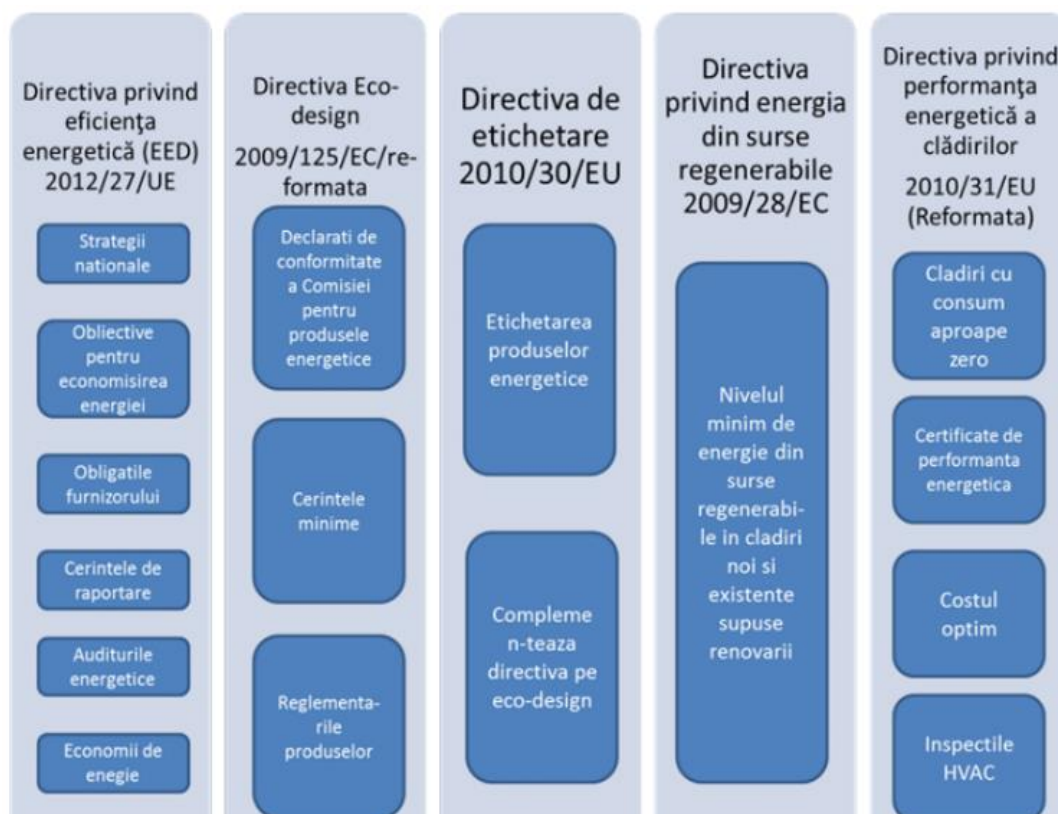 Directiva privind
eficiența
energetică (EED)
2012/27/UE
Strategii
nationale
Obliective
pentru
economisirea
energiei
Obligatile
furnizorului
Cerintele de
raportare
Auditurile
energetice
Economii de
enegie
Directiva Eco-
design
2009/125/EC/re-
formata
Declarati de
conformitate
a Comisiei
pentru
produsele
energetice
Cerintele
minime
Reglementa-
rile
produselor
Directiva de
etichetare
2010/30/EU
Etichetarea
produselor
energetice
Compleme
n-teaza
directiva pe
eco-design
Directiva
privind energia
din surse
regenerabile
2009/28/EC
Nivelul
minim de
energie din
surse
regenerabi-
le in cladiri
noi si
existente
supuse
renovarii
Directiva privind
performanța
energetică a
clădirilor
2010/31/EU
(Reformata)
Cladiri cu
consum
aproape
zero
Certificate de
performanta
energetica
Costul
optim
Inspectile
HVAC